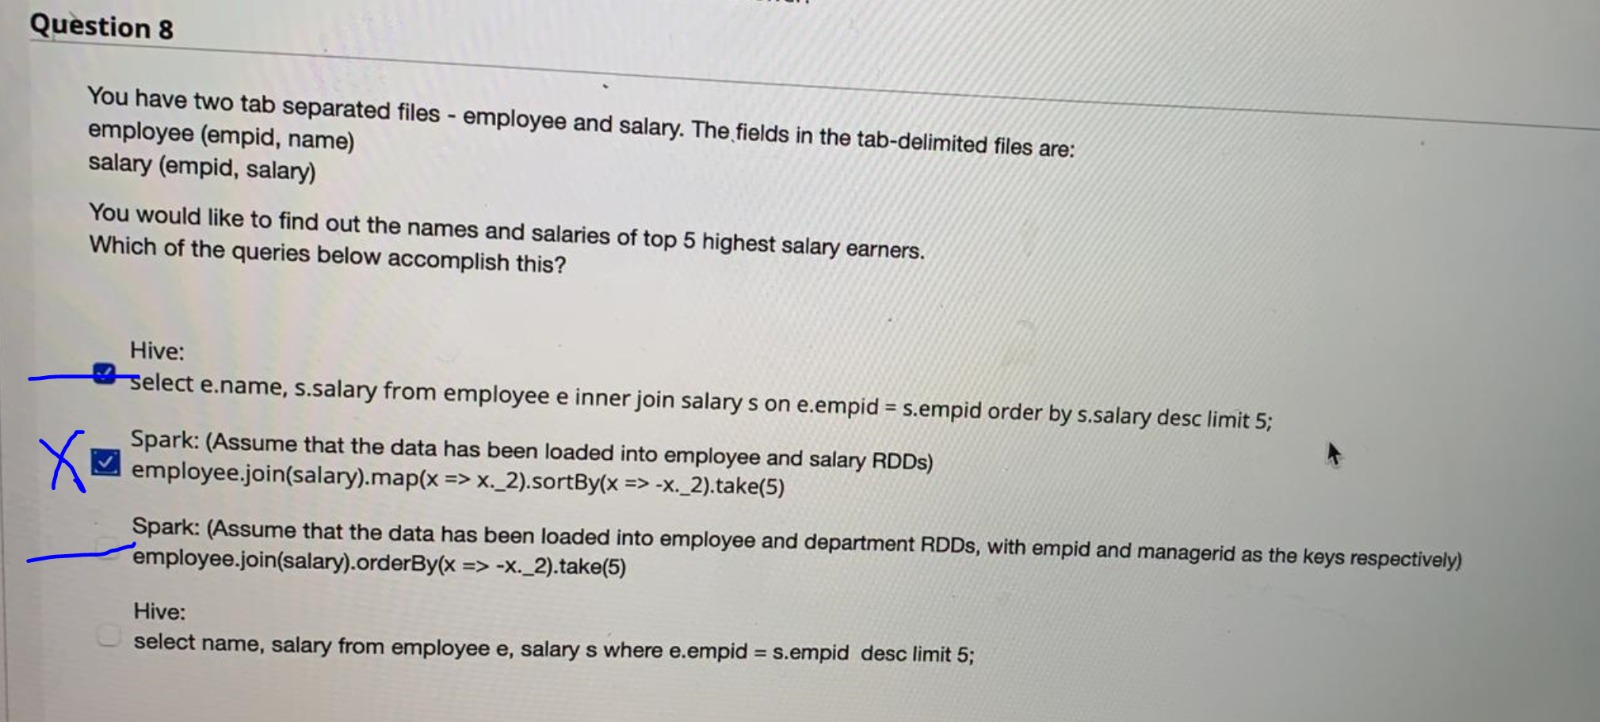 Question 8
You have two tab separated files - employee and salary. The fields in the tab-delimited files are:
employee (empid, name)
salary (empid, salary)
You would like to find out the names and salaries of top 5 highest salary earners.
Which of the queries below accomplish this?
Hive:
select e.name, s.salary from employee e inner join salary s on e.empid = s.empid order by s.salary desc limit 5;
Spark: (Assume that the data has been loaded into employee and salary RDDs)
X employee.join(salary).map(x => x._2).sortBy(x => -x._2).take(5)
Spark: (Assume that the data has been loaded into employee and department RDDs, with empid and managerid as the keys respectively)
employee.join(salary).orderBy(x => -x._2).take(5)
Hive:
select name, salary from employee e, salary s where e.empid = s.empid desc limit 5;